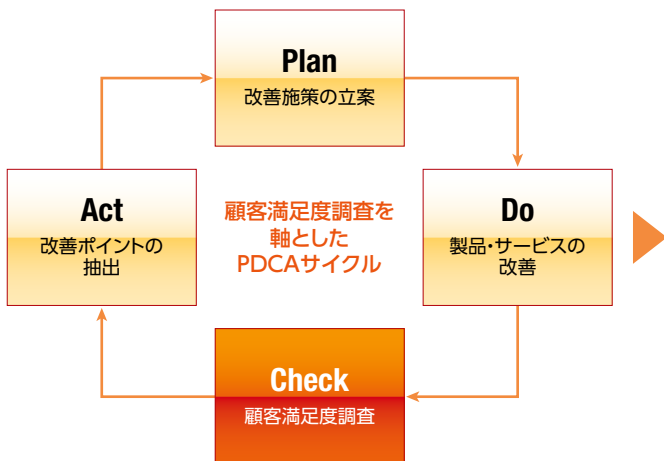 Plan
改善施策の立案
Act
改善ポイントの
抽出
顧客満足度調査を
軸とした
PDCAサイクル
Do
製品・サービスの
改善
Check
顧客満足度調査